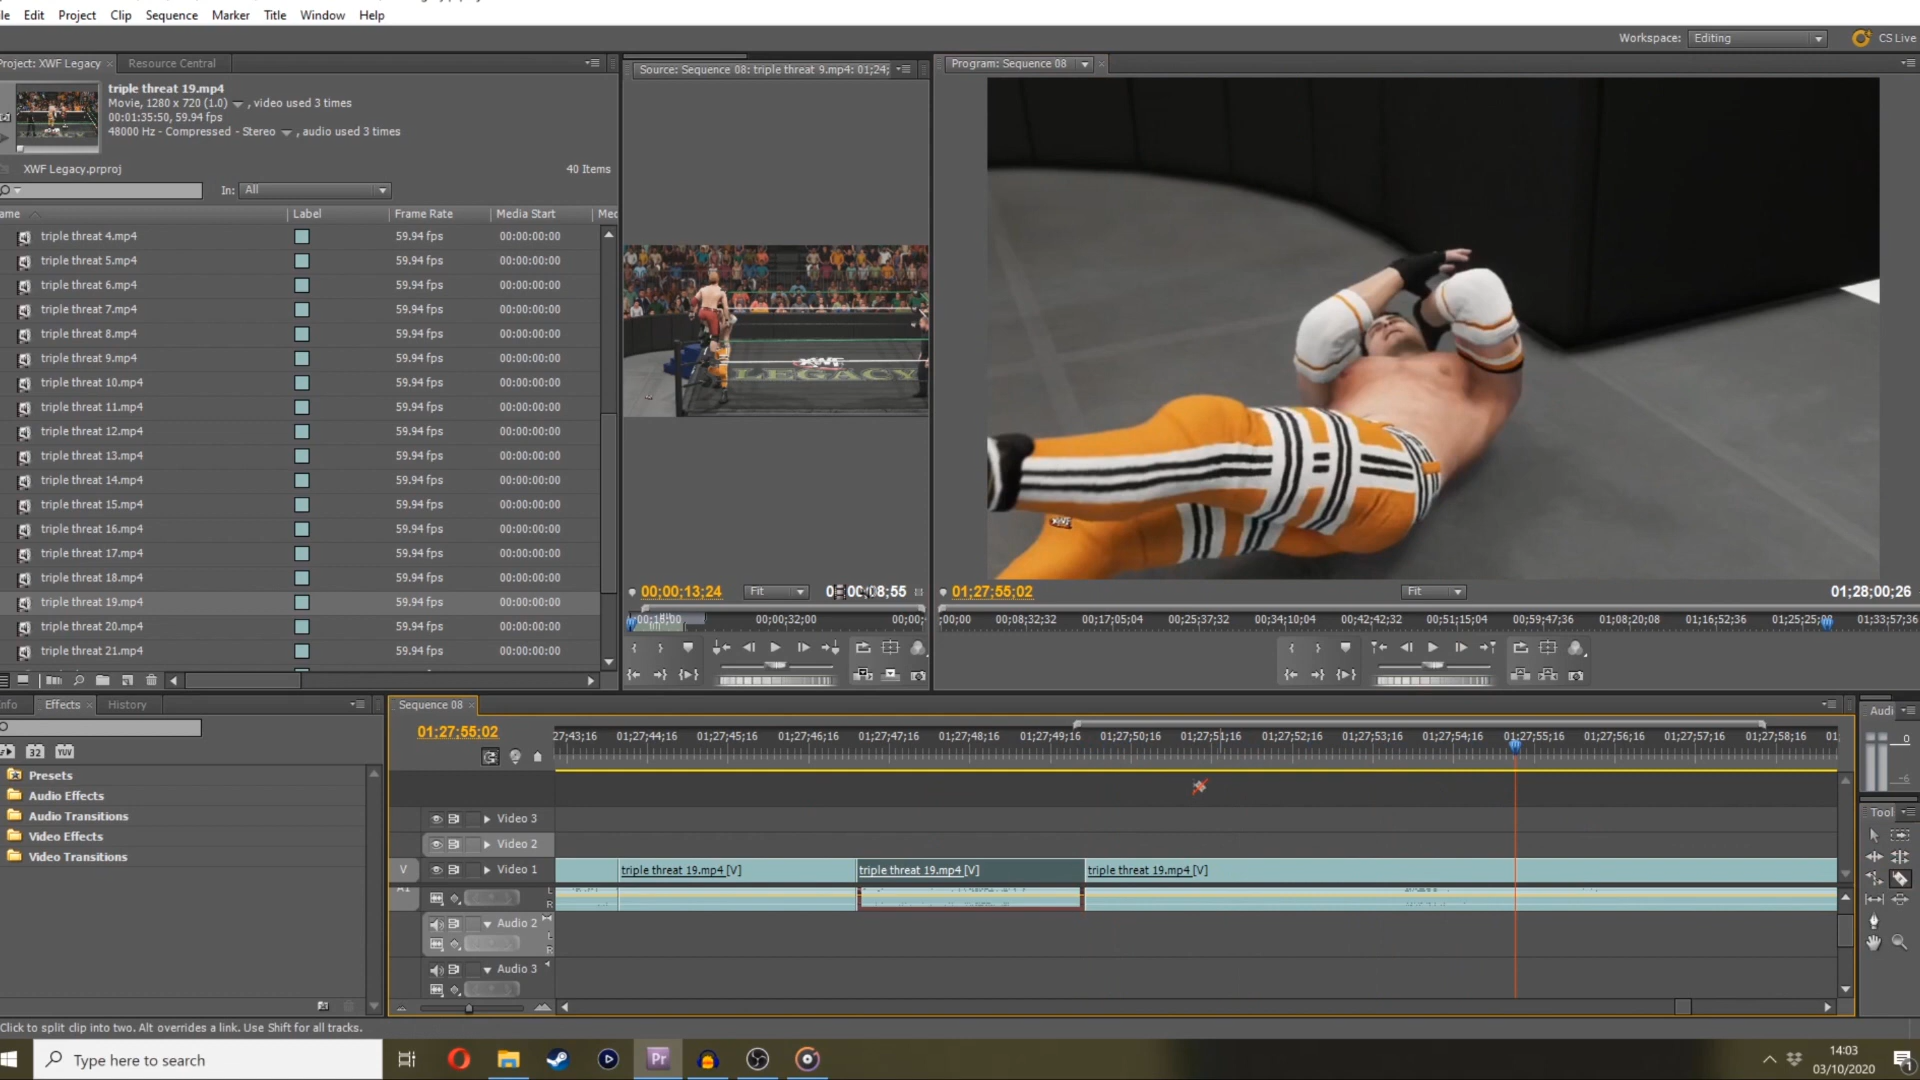 Edit Project Clip Sequence Marker Title Window Help
Workspace: Editing CS Live
Project: XWF Legacy Resource Central
triple threat 19.mp4
Movie, 1280 x 720 (1.0) , video used 3 times
00:01:35:50, 59.94 fps
48000 Hz - Compressed - Stereo , audio used 3 times
XWF Legacy.prproj 40 Items
In: All
Label Frame Rate Media Start
triple threat 4.mp4 59.94 fps 00:00:00:00
triple threat 5.mp4 59.94 fps 00:00:00:00
triple threat 6.mp4 59.94 fps 00:00:00:00
triple threat 7.mp4 59.94 fps 00:00:00:00
triple threat 8.mp4 59.94 fps 00:00:00:00
triple threat 9.mp4 59.94 fps 00:00:00:00
triple threat 10.mp4 59.94 fps 00:00:00:00
triple threat 11.mp4 59.94 fps 00:00:00:00
triple threat 12.mp4 59.94 fps 00:00:00:00
triple threat 13.mp4 59.94 fps 00:00:00:00
triple threat 14.mp4 59.94 fps 00:00:00:00
triple threat 15.mp4 59.94 fps 00:00:00:00
triple threat 16.mp4 59.94 fps 00:00:00:00
triple threat 17.mp4 59.94 fps 00:00:00:00
triple threat 18.mp4 59.94 fps 00:00:00:00
triple threat 19.mp4 59.94 fps 00:00:00:00
triple threat 20.mp4 59.94 fps 00:00:00:00
triple threat 21.mp4 59.94 fps 00:00:00:00
Source: Sequence 08: triple threat 9.mp4: 01;24;
XWF
LEGACY
00;00;13;24 Fit
00;00;32;00 00;00;
Program: Sequence 08
01;27;55;02 Fit 01;28;00;26
;00;00 00;08;32;32 00;17;05;04 00;25;37;32 00;34;10;04 00;42;42;32 00;51;15;04 00;59;47;36 01;08;20;08 01;16;52;36 01;25;25;08 01;33;57;36
Effects History
32 YUV
Presets
Audio Effects
Audio Transitions
Video Effects
Video Transitions
Sequence 08
01;27;55;02
27;43;16 01;27;44;16 01;27;45;16 01;27;46;16 01;27;47;16 01;27;48;16 01;27;49;16 01;27;50;16 01;27;51;16 01;27;52;16 01;27;53;16 01;27;54;16 01;27;55;16 01;27;56;16 01;27;57;16 01;27;58;16
Video 3
Video 2
V Video 1 triple threat 19.mp4 [V] triple threat 19.mp4 [V] triple threat 19.mp4 [V]
Audio 2
Audio 3
Audi
0
-6
Tool
Click to split clip into two. Alt overrides a link. Use Shift for all tracks.
Type here to search
Pr
14:03
03/10/2020